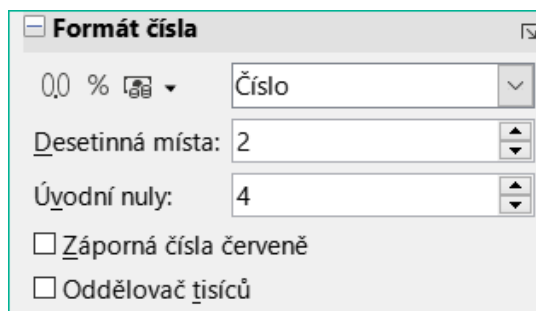 Formát čísla
0,0 % Číslo
Desetinná místa: 2
Úvodní nuly: 4
Záporná čísla červeně
Oddělovač tisíců